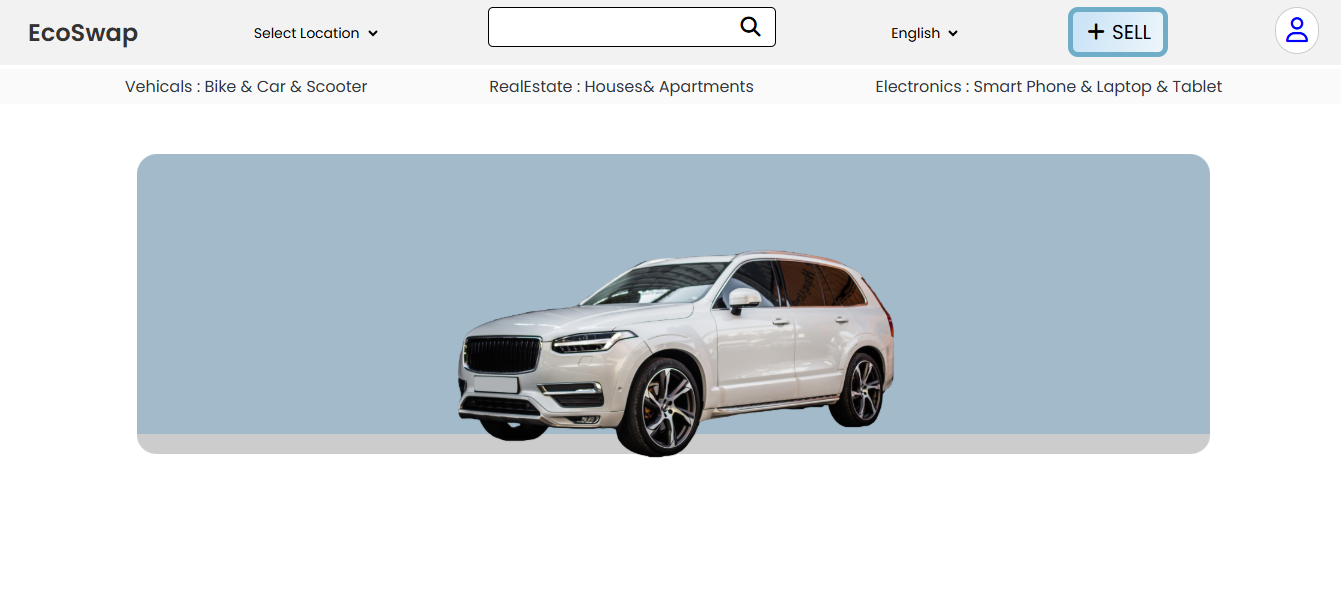 EcoSwap
Select Location
English
+ SELL
Vehicals : Bike & Car & Scooter
RealEstate : Houses& Apartments
Electronics : Smart Phone & Laptop & Tablet